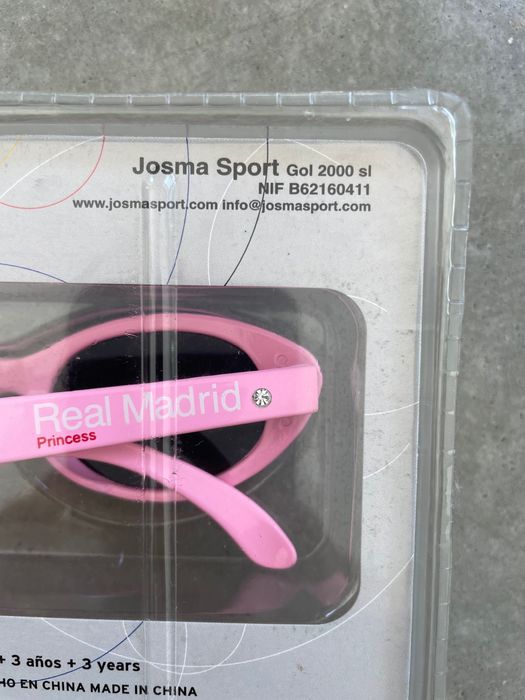 Josma Sport Gol 2000 sl
NIF B62160411
www.josmasport.com info@josmasport.com
Real Madrid
Princess
+ 3 años + 3 years
HO EN CHINA MADE IN CHINA